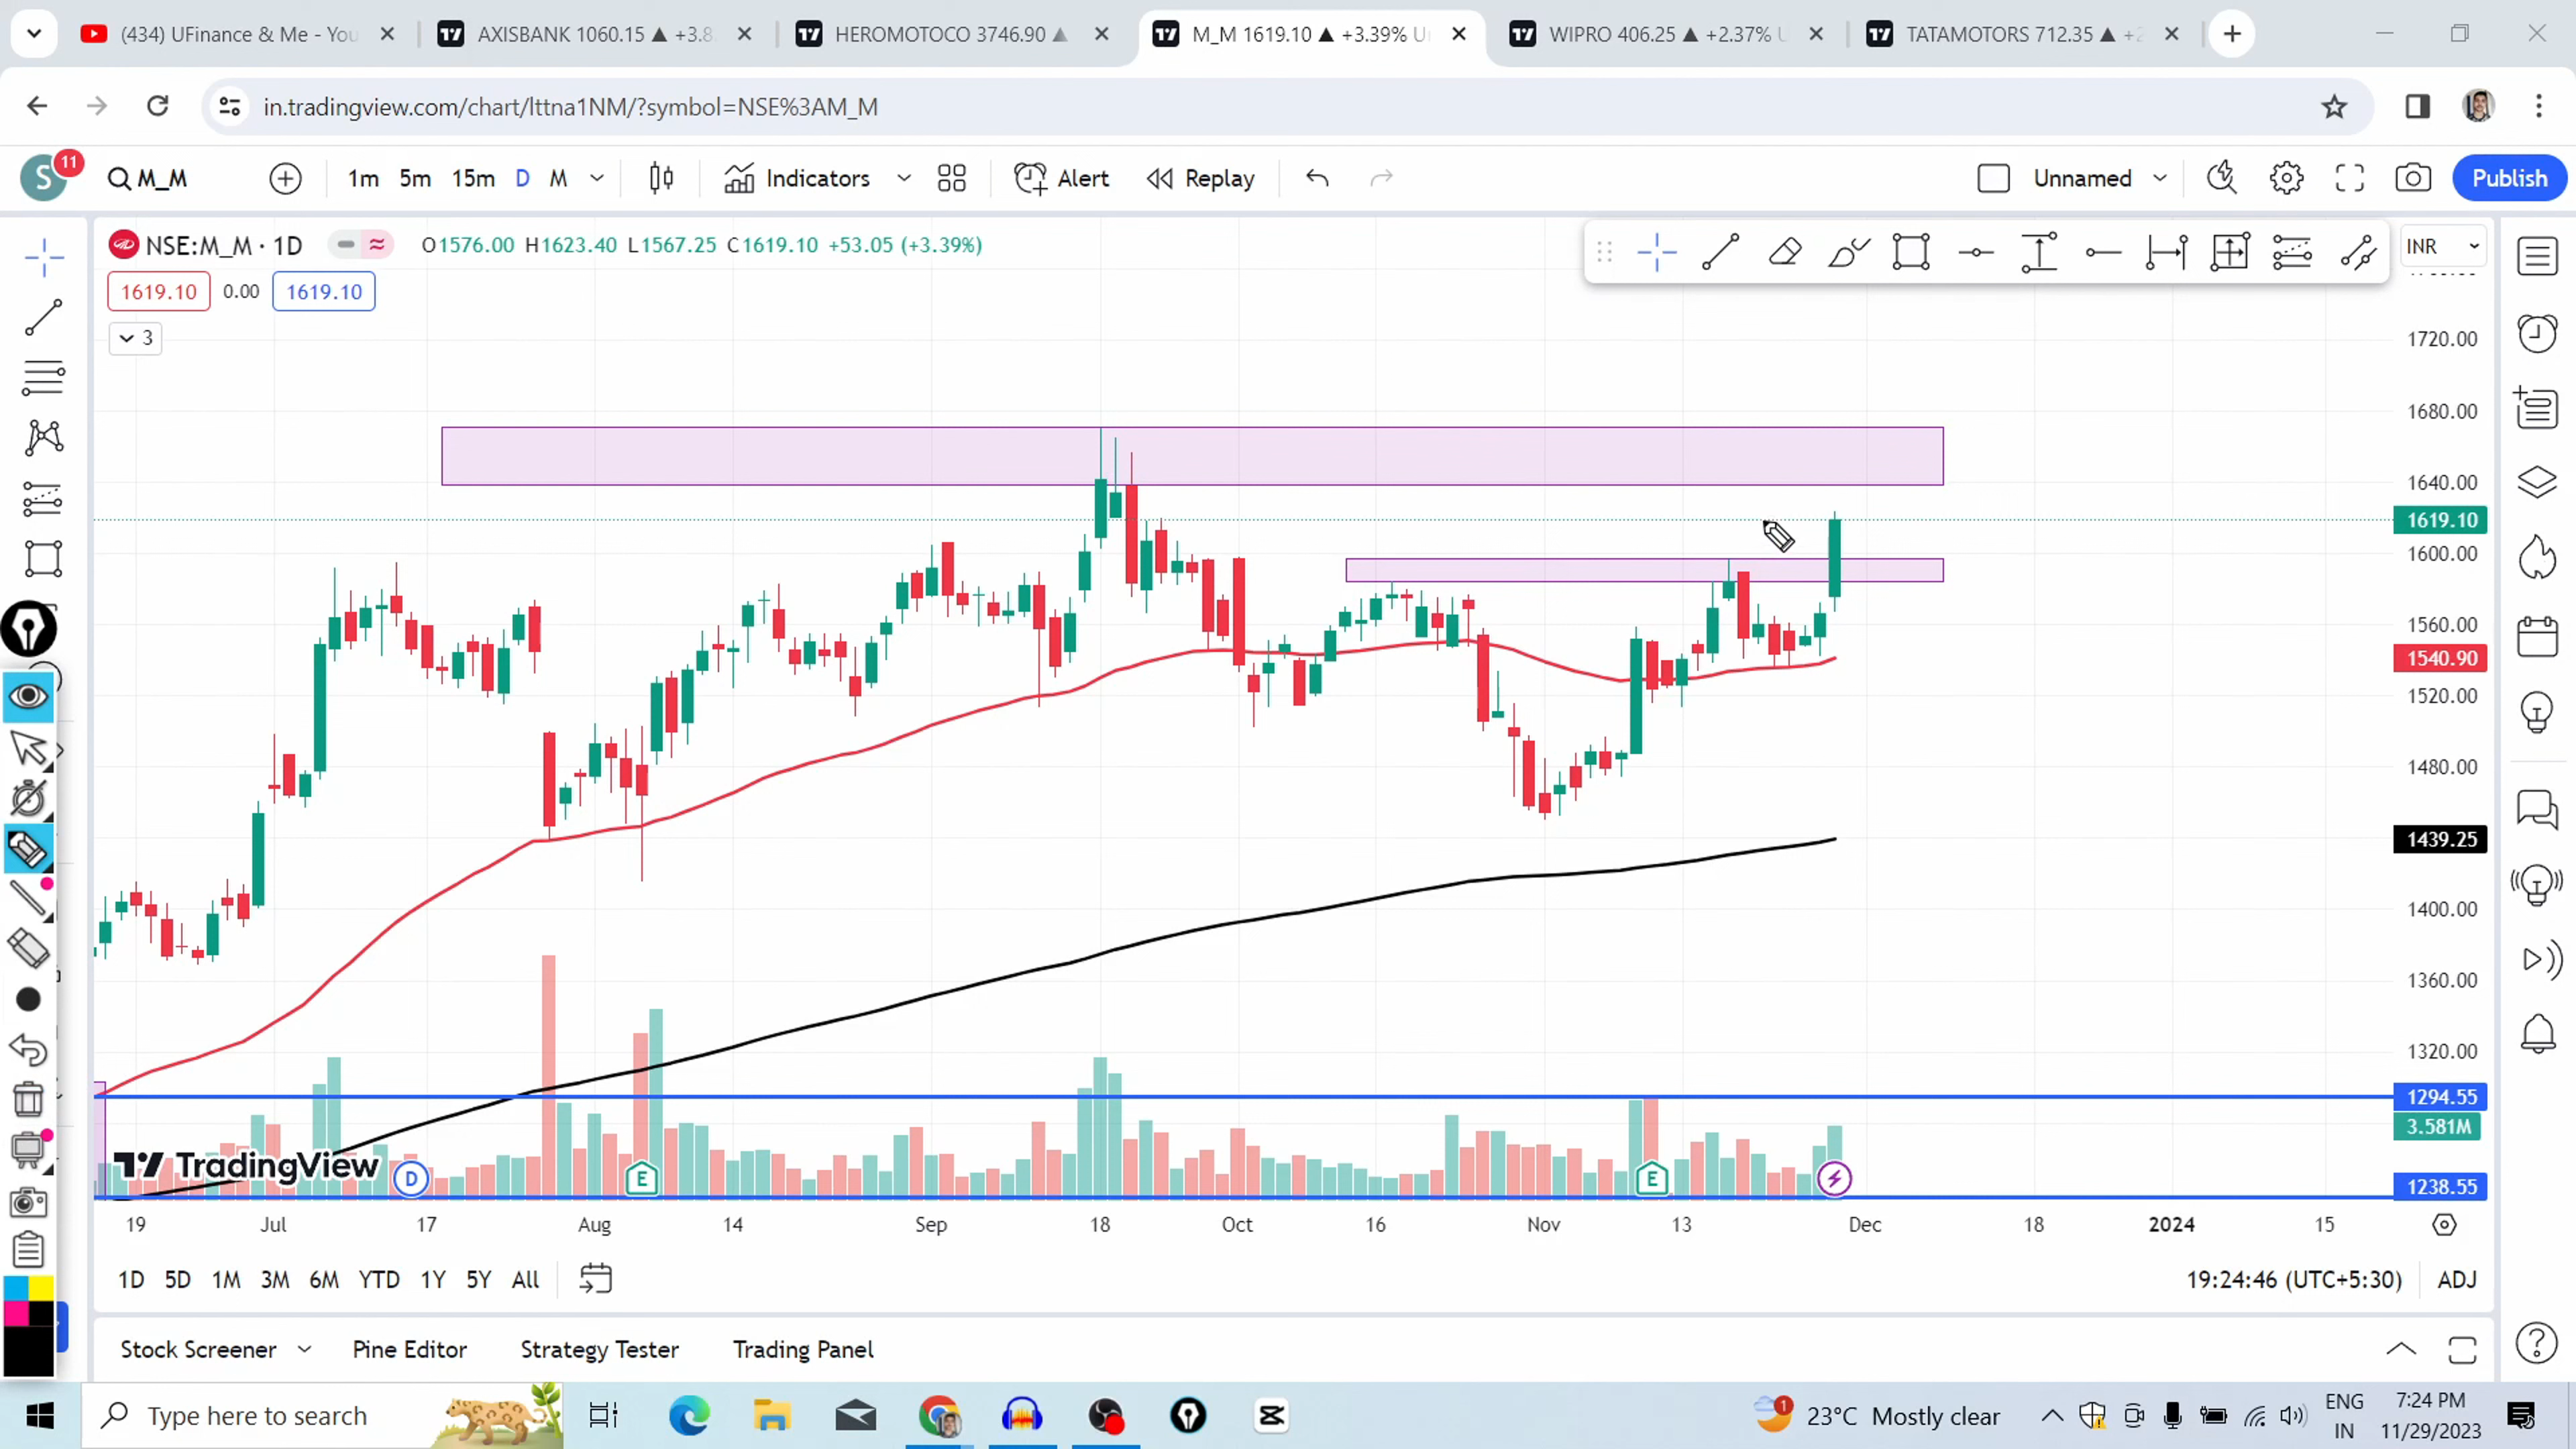 (434) UFinance & Me - You
AXISBANK 1060.15 ▲ +3.8
HEROMOTOCO 3746.90 ▲
M_M 1619.10 ▲ +3.39% U
WIPRO 406.25 ▲ +2.37% U
TATAMOTORS 712.35 ▲ +2
in.tradingview.com/chart/lttna1NM/?symbol=NSE%3AM_M
S 11 M_M 1m 5m 15m D M Indicators Alert Replay Unnamed Publish
NSE:M_M · 1D O1576.00 H1623.40 L1567.25 C1619.10 +53.05 (+3.39%)
INR
1619.10 0.00 1619.10
3
1720.00
1680.00
1640.00
1619.10
1600.00
1560.00
1540.90
1520.00
1480.00
1439.25
1400.00
1360.00
1320.00
1294.55
3.581M
1238.55
TradingView
D E E
19 Jul 17 Aug 14 Sep 18 Oct 16 Nov 13 Dec 18 2024 15
1D 5D 1M 3M 6M YTD 1Y 5Y All
19:24:46 (UTC+5:30) ADJ
Stock Screener Pine Editor Strategy Tester Trading Panel
Type here to search
1 23°C Mostly clear
ENG
IN
7:24 PM
11/29/2023